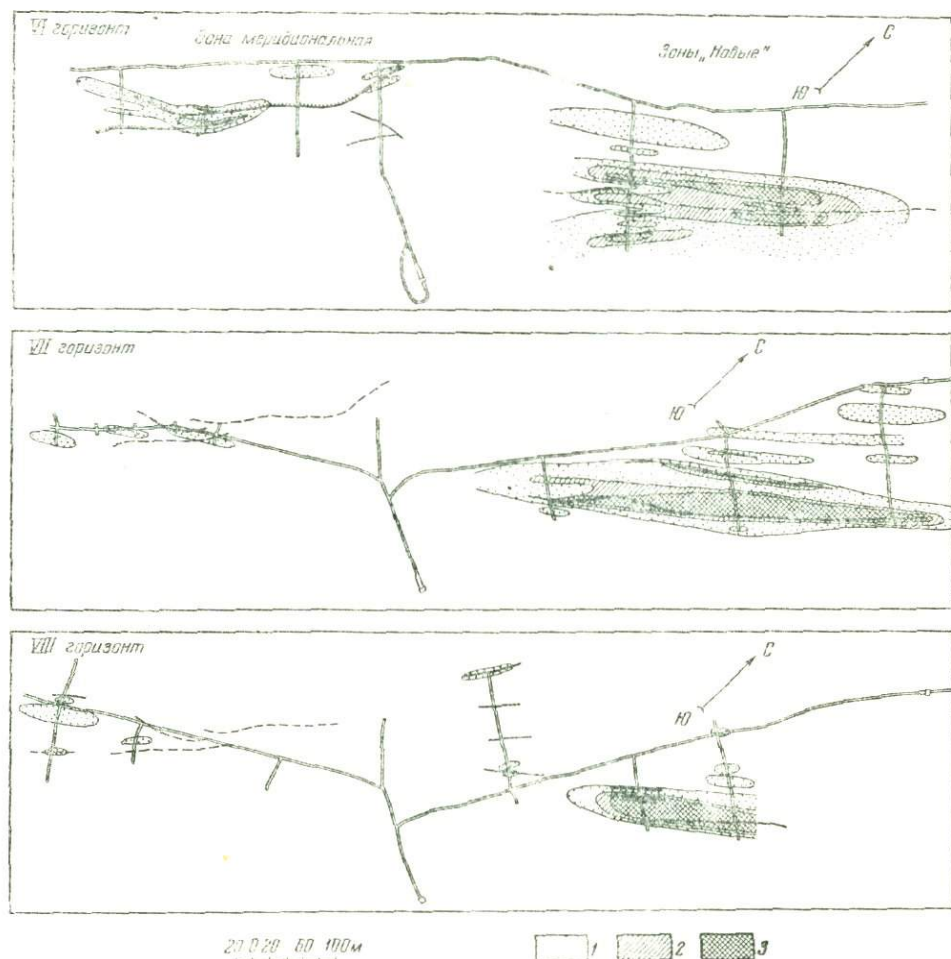 VI горизонт
Зона меридиональная
Зоны „Новые"
С
Ю
VII горизонт
С
Ю
VIII горизонт
С
Ю
20 0 20 60 100м
1 2 3